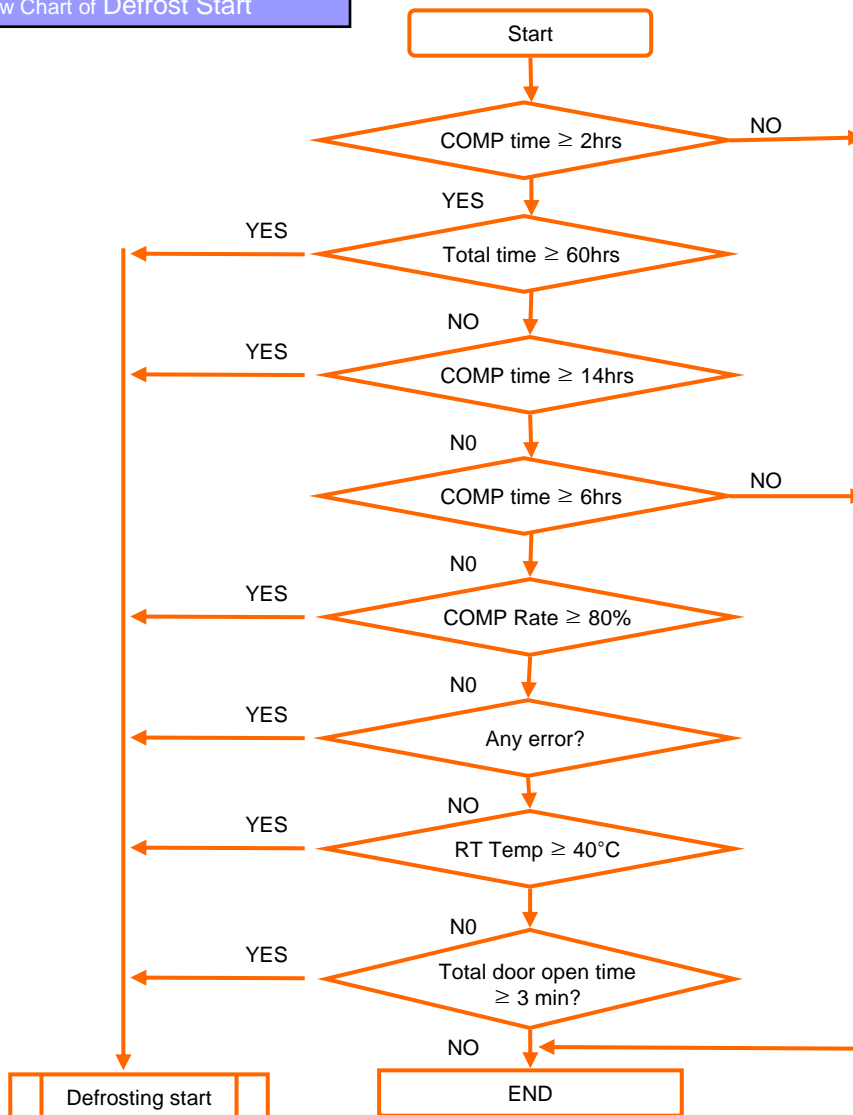 w Chart of Defrost Start
Start
COMP time ≥ 2hrs
NO
YES
YES
Total time ≥ 60hrs
NO
YES
COMP time ≥ 14hrs
N0
COMP time ≥ 6hrs
NO
N0
YES
COMP Rate ≥ 80%
N0
YES
Any error?
NO
YES
RT Temp ≥ 40°C
N0
YES
Total door open time
≥ 3 min?
NO
Defrosting start
END